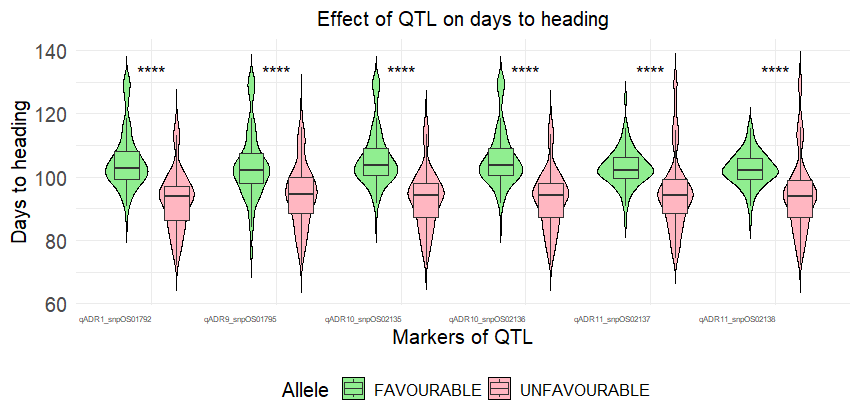 Effect of QTL on days to heading
Days to heading
140
120
100
80
60
**** **** **** **** **** ****
qADR1_snpOS01792 qADR9_snpOS01795 qADR10_snpOS02135 qADR10_snpOS02136 qADR11_snpOS02137 qADR11_snpOS02138
Markers of QTL
Allele FAVOURABLE UNFAVOURABLE